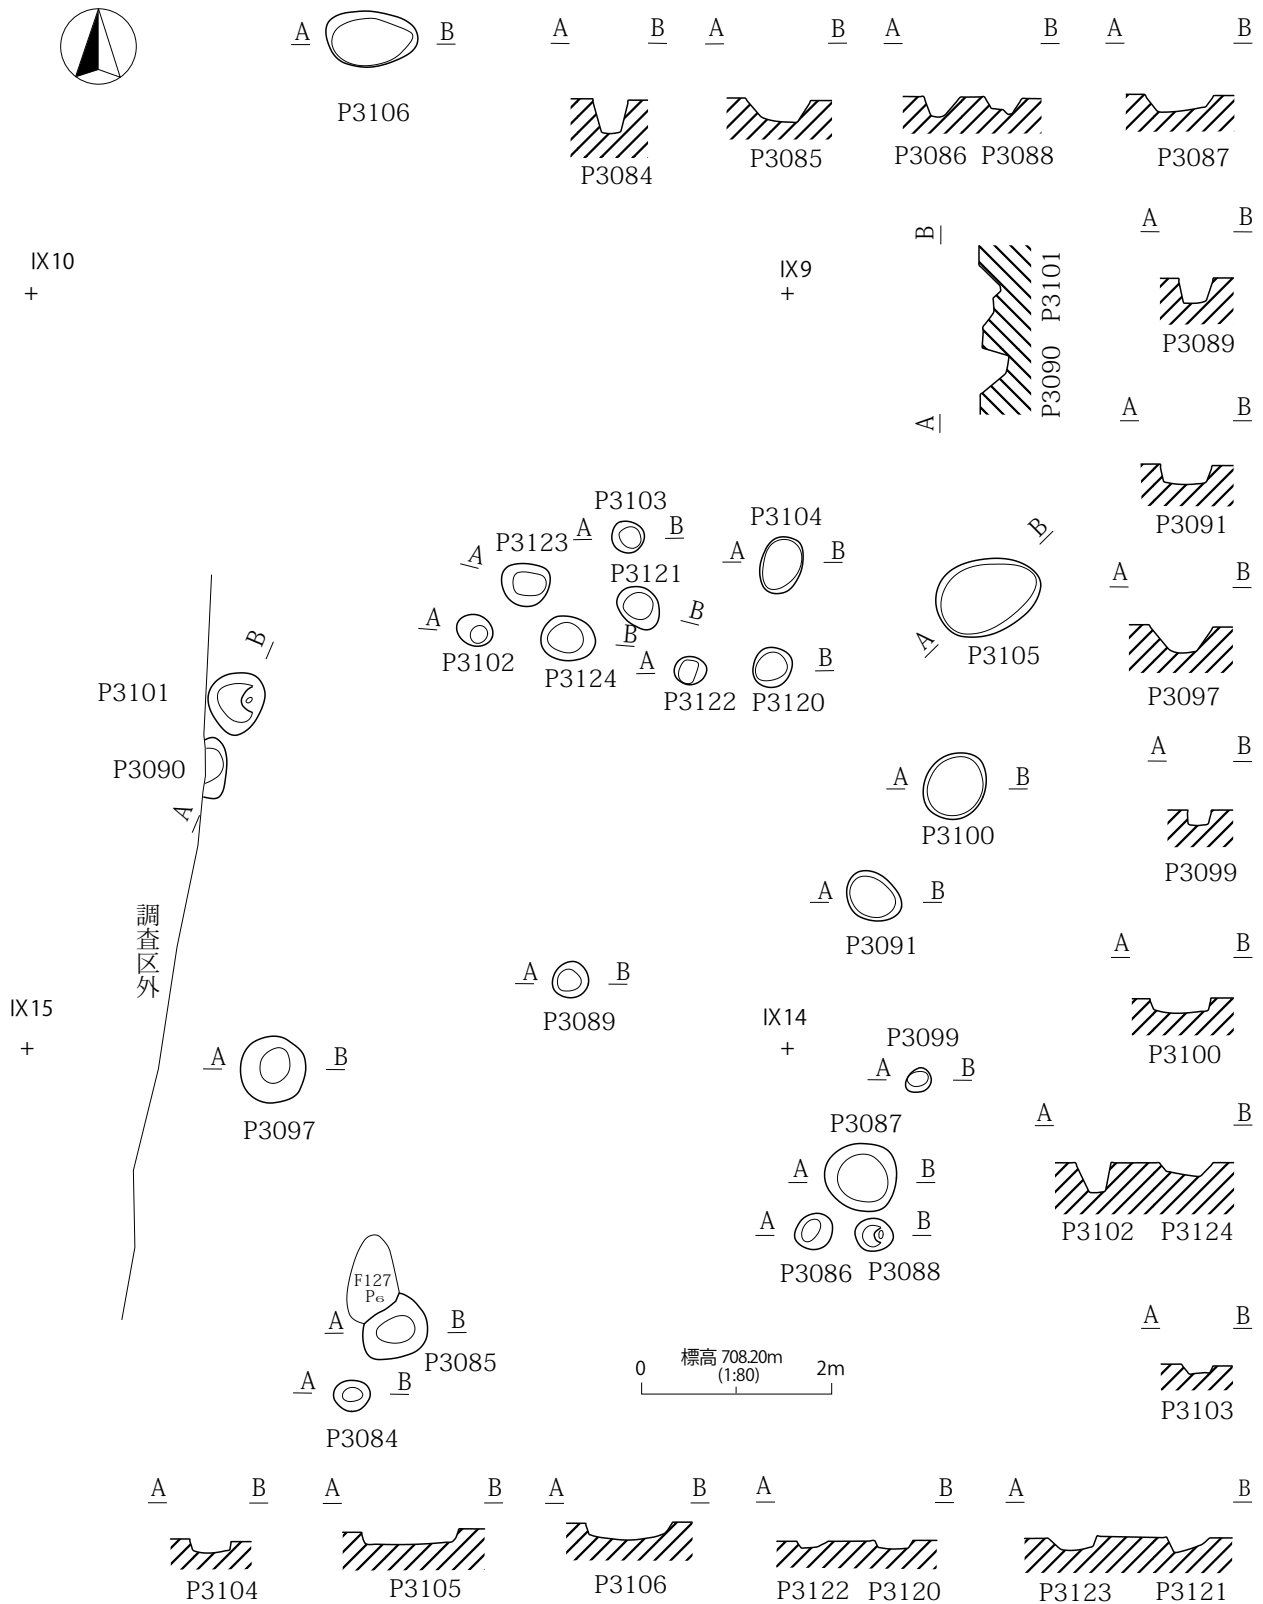 A B A B A B A B A B
P3106
P3084
P3085
P3086 P3088
P3087
A B
P3089
IX10
IX9
B
P3101
P3090
A
A B
P3091
P3103
A B
P3104
A B
P3123
A
P3121
B
A
P3102
P3124
B
A
P3122
P3120
B
B
A
P3105
A B
P3097
P3101
B
P3090
A
A B
P3100
A B
P3099
A B
P3091
調査区外
A B
P3089
A B
P3100
IX15
IX14
P3099
A B
A B
P3097
P3087
A B
A B
P3086 P3088
A B
P3102 P3124
F127
P6
A B
P3085
A B
P3084
標高 708.20m
(1:80)
0 2m
A B
P3103
A B A B A B A B A B
P3104 P3105 P3106 P3122 P3120 P3123 P3121